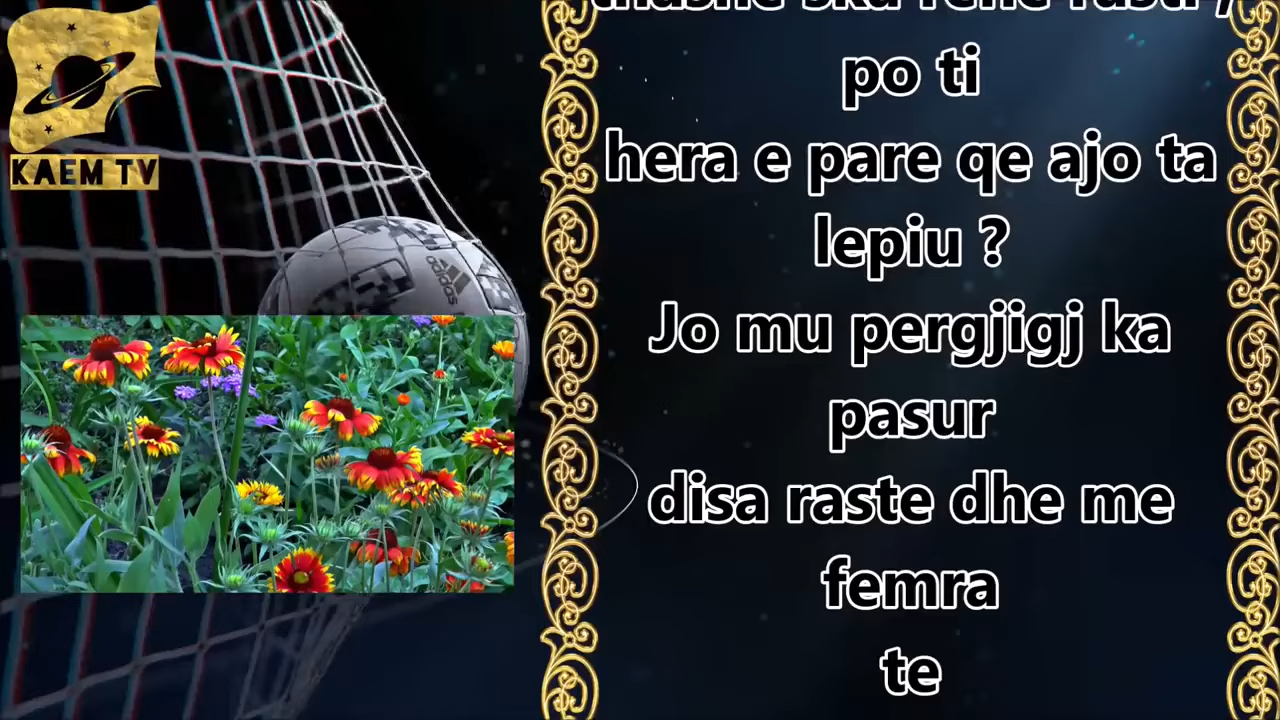 KAEM TV
adidas
po ti
hera e pare qe ajo ta
lepiu ?
Jo mu pergjigj ka
pasur
disa raste dhe me
femra
te